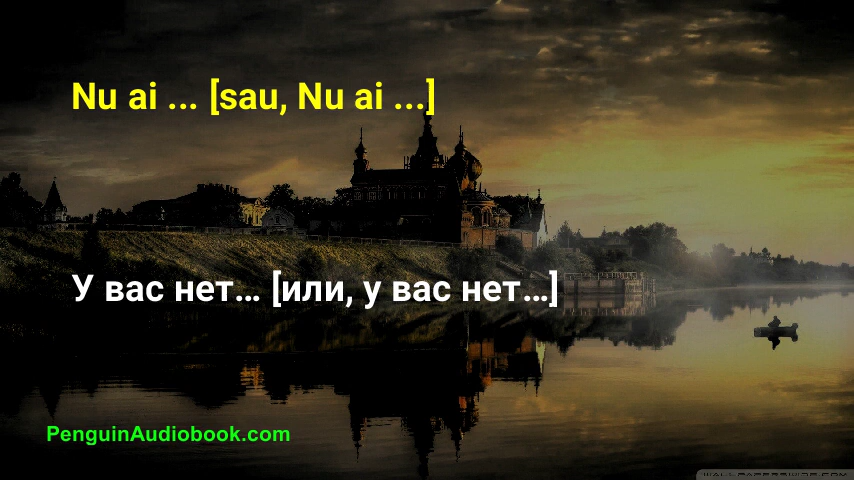 Nu ai ... [sau, Nu ai ...]
У вас нет… [или, у вас нет…]
PenguinAudiobook.com